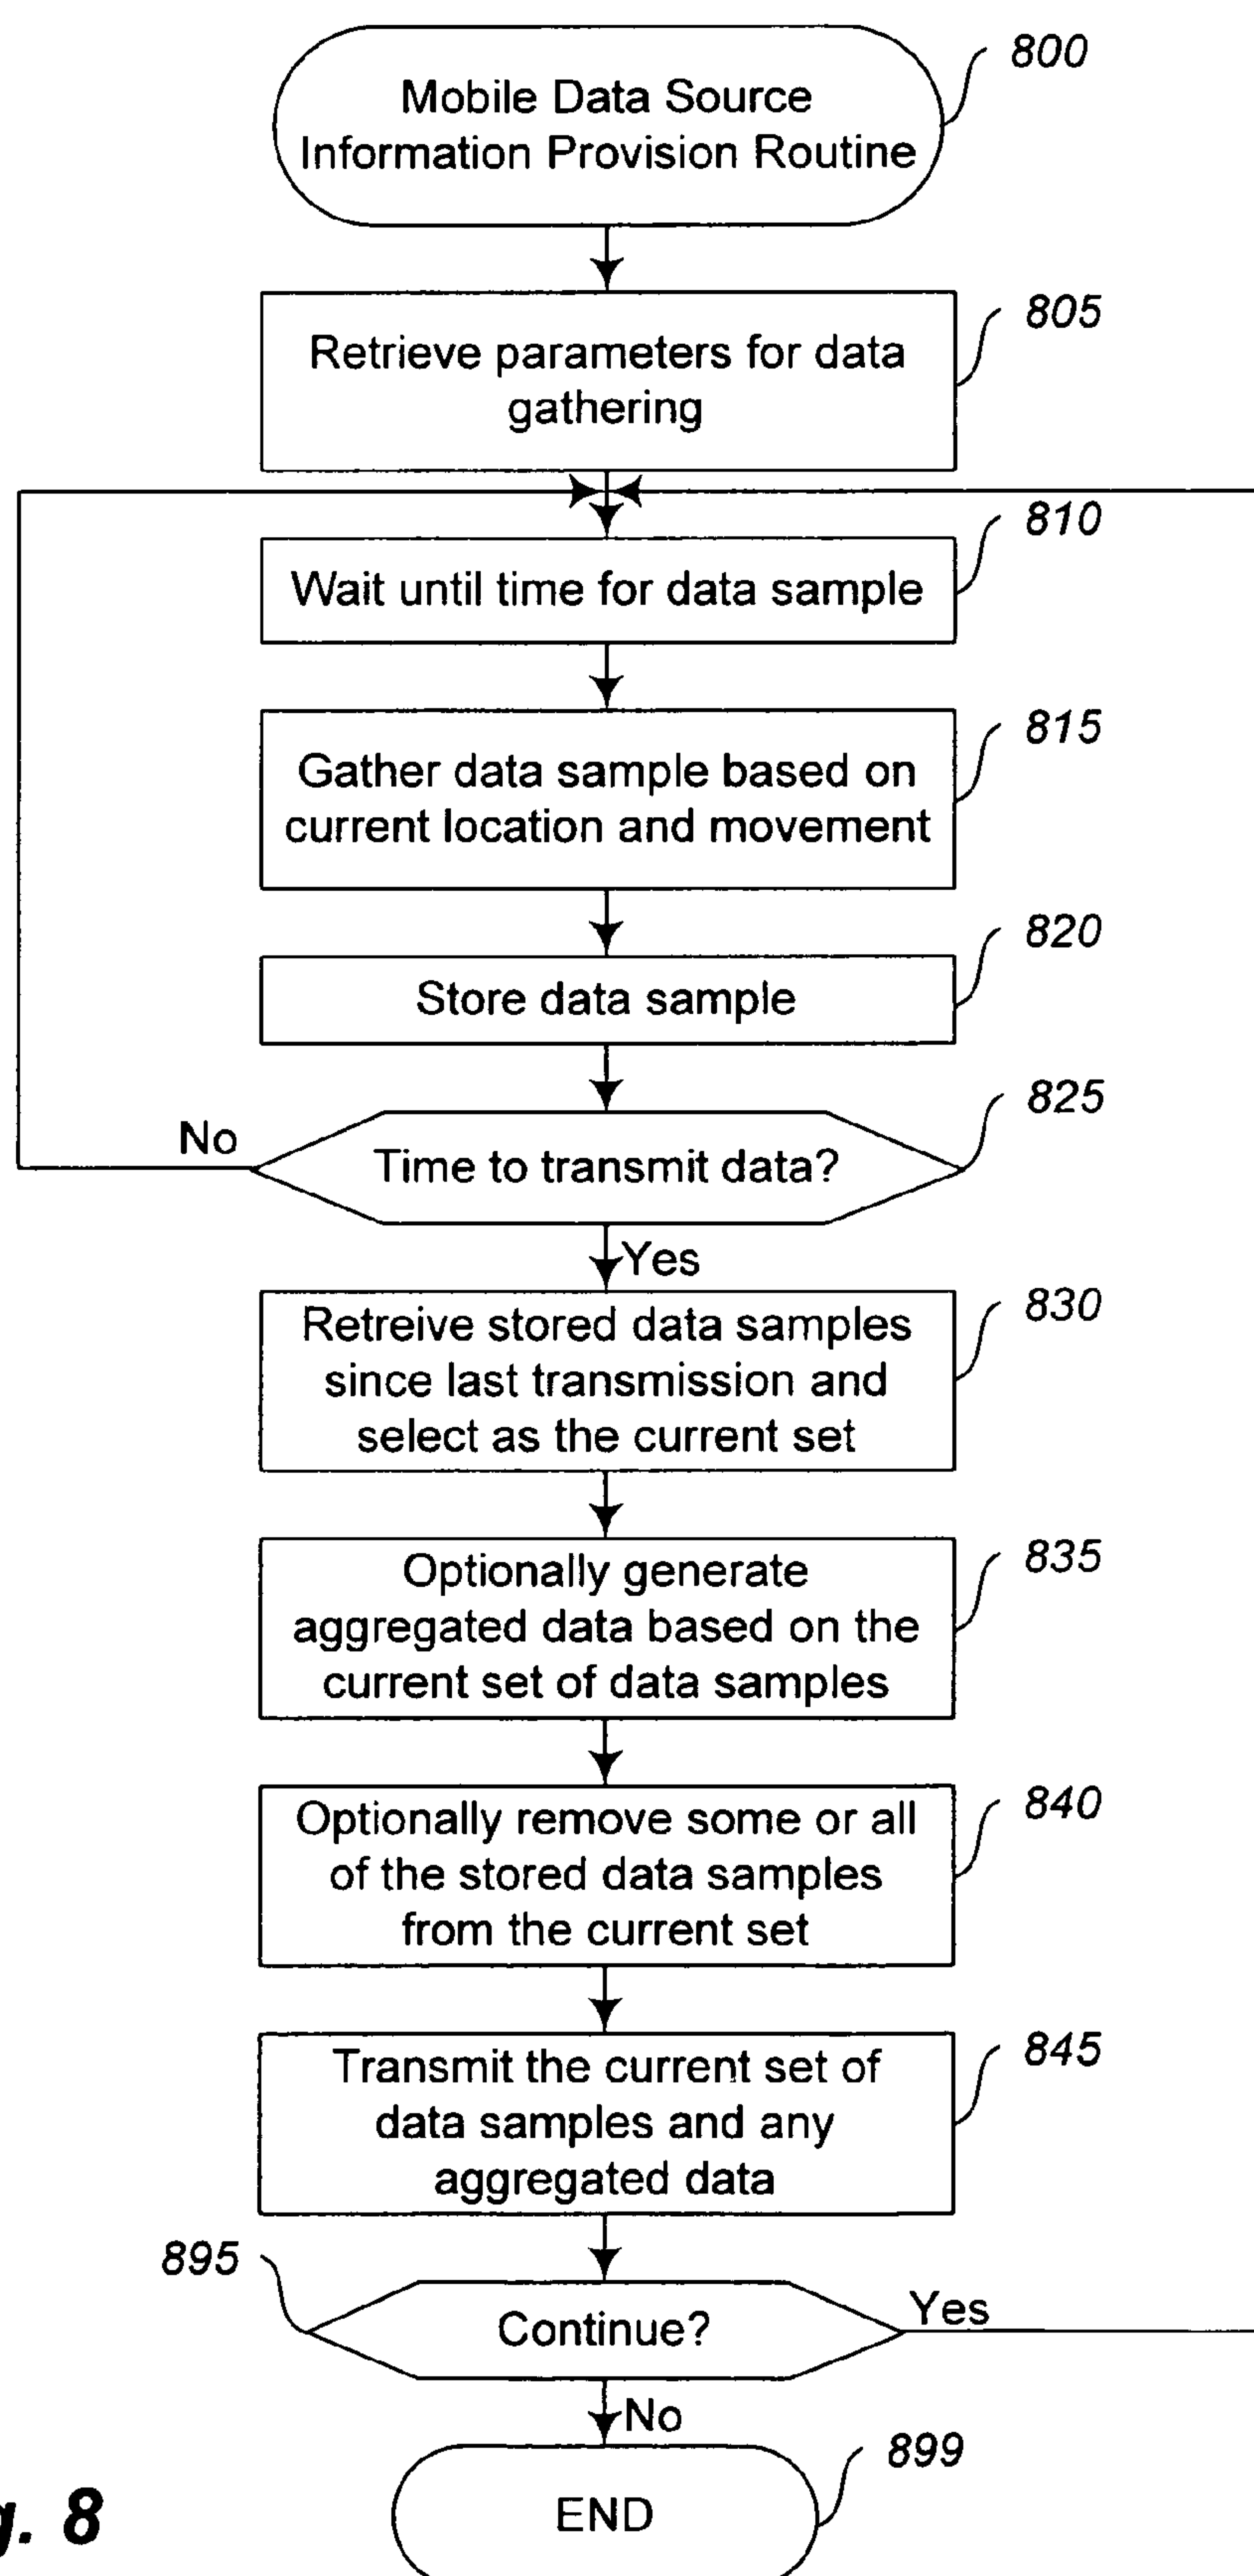 800
Mobile Data Source
Information Provision Routine
805
Retrieve parameters for data
gathering
810
Wait until time for data sample
815
Gather data sample based on
current location and movement
820
Store data sample
825
No
Time to transmit data?
Yes
830
Retreive stored data samples
since last transmission and
select as the current set
835
Optionally generate
aggregated data based on the
current set of data samples
840
Optionally remove some or all
of the stored data samples
from the current set
845
Transmit the current set of
data samples and any
aggregated data
895
Continue?
Yes
No
899
END
g. 8